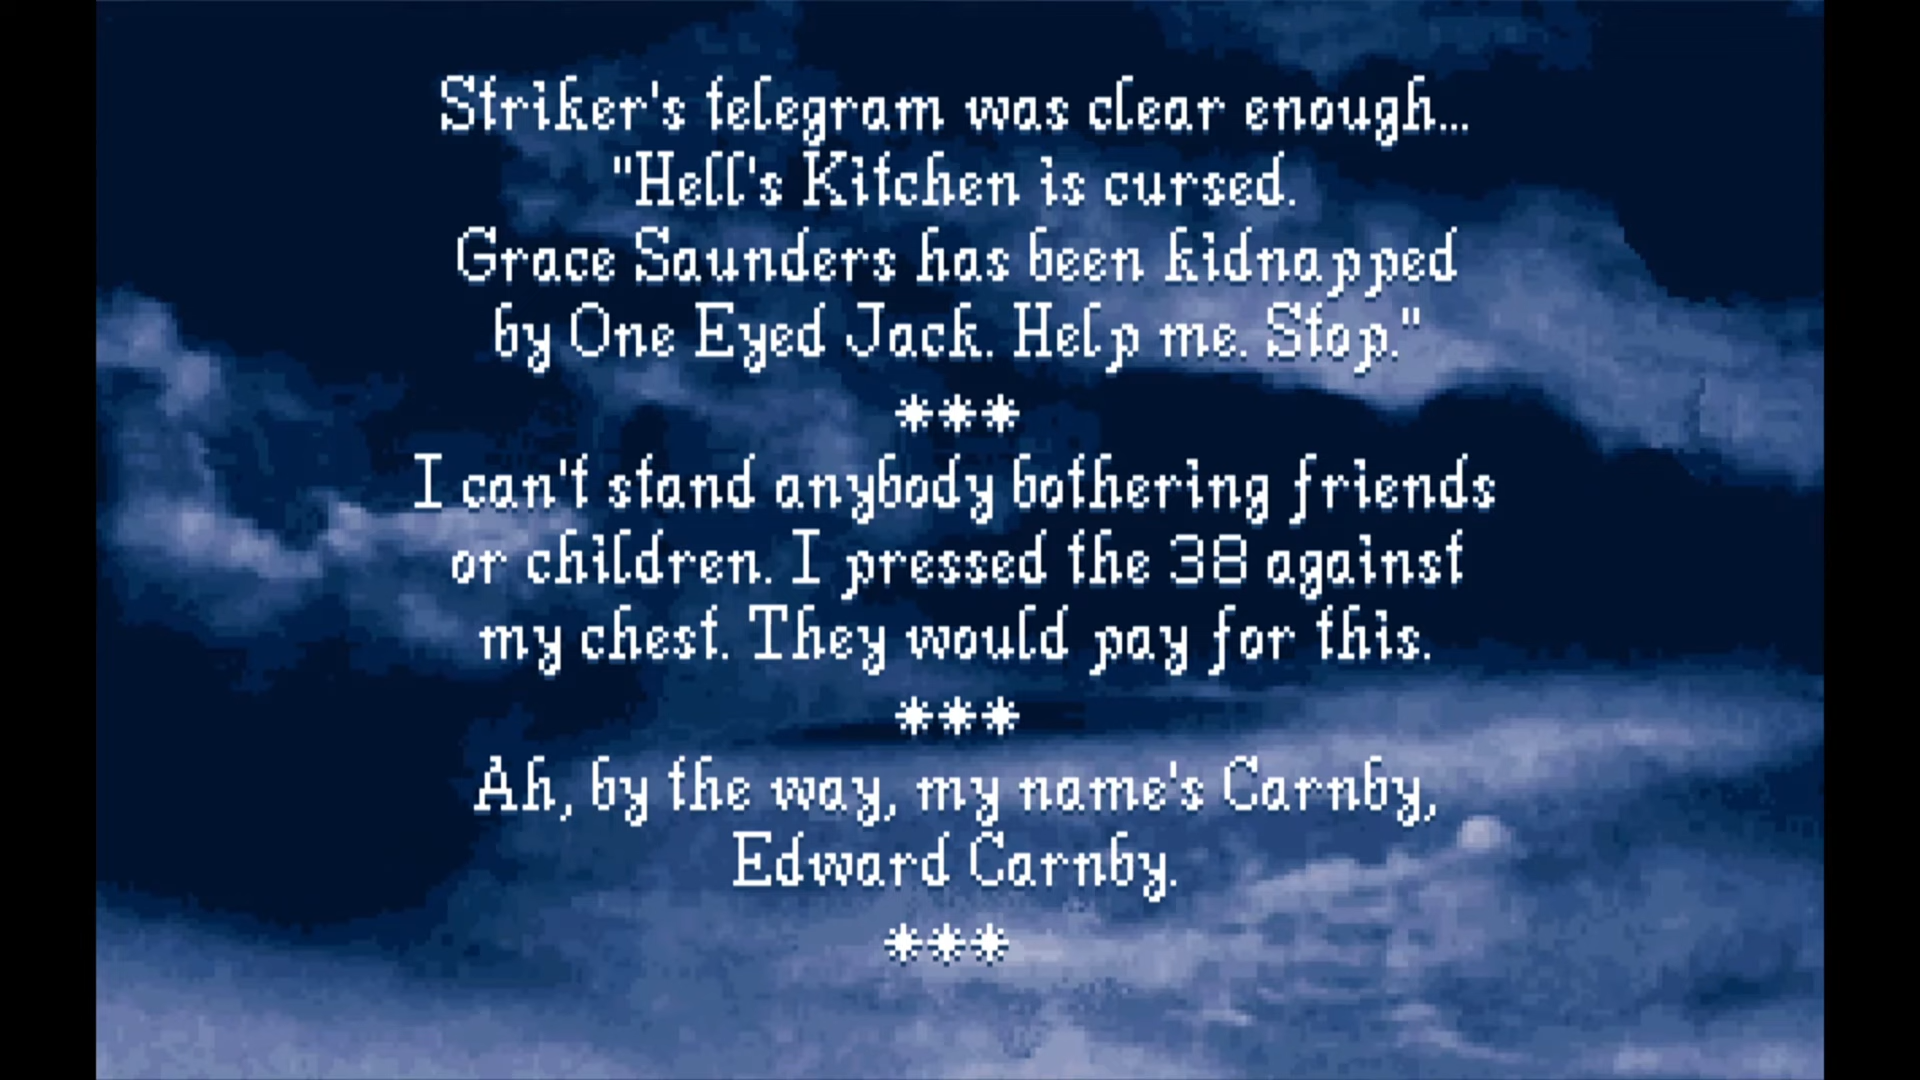 Striker's telegram was clear enough...
"Hell's Kitchen is cursed.
Grace Saunders has been kidnapped
by One Eyed Jack. Help me. Stop."
***
I can't stand anybody bothering friends
or children. I pressed the 38 against
my chest. They would pay for this.
***
Ah, by the way, my name's Carnby,
Edward Carnby.
***